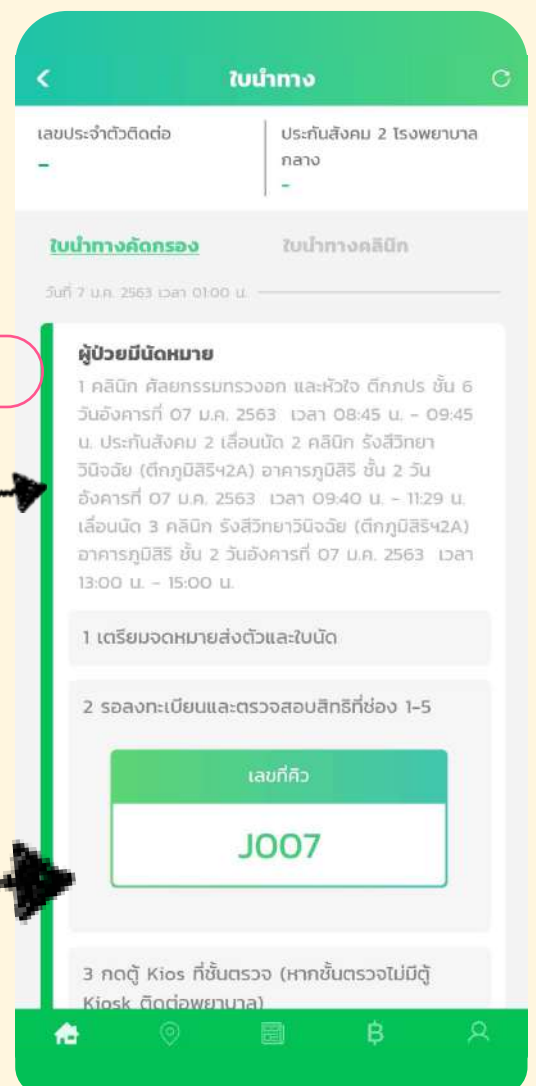 ใบนำทาง
เลขประจำตัวติดต่อ
-
ประกันสังคม 2 โรงพยาบาล
กลาง
-
ใบนำทางคัดกรอง
ใบนำทางคลินิก
วันที่ 7 ม.ค. 2563 เวลา 01:00 น.
ผู้ป่วยมีนัดหมาย
1 คลินิก ศัลยกรรมทรวงอก และหัวใจ ตึกภปร ชั้น 6
วันอังคารที่ 07 ม.ค. 2563 เวลา 08:45 น. - 09:45
น. ประกันสังคม 2 เลื่อนนัด 2 คลินิก รังสีวิทยา
วินิจฉัย (ตึกภูมิสิริฯ2A) อาคารภูมิสิริ ชั้น 2 วัน
อังคารที่ 07 ม.ค. 2563 เวลา 09:40 น. - 11:29 น.
เลื่อนนัด 3 คลินิก รังสีวิทยาวินิจฉัย (ตึกภูมิสิริฯ2A)
อาคารภูมิสิริ ชั้น 2 วันอังคารที่ 07 ม.ค. 2563 เวลา
13:00 น. - 15:00 น.
1 เตรียมจดหมายส่งตัวและใบนัด
2 รอลงทะเบียนและตรวจสอบสิทธิที่ช่อง 1-5
เลขที่คิว
J007
3 กดตู้ Kios ที่ชั้นตรวจ (หากชั้นตรวจไม่มีตู้
Kiosk ติดต่อพยาบาล)